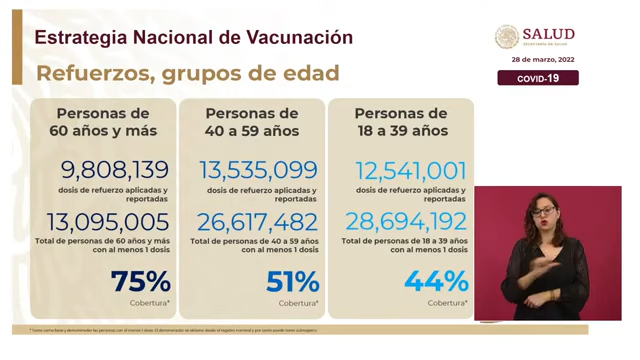 Estrategia Nacional de Vacunación
SALUD
SECRETARÍA DE SALUD
28 de marzo, 2022
Refuerzos, grupos de edad
COVID-19
Personas de
60 años y más
9,808,139
dosis de refuerzo aplicadas y
reportadas
13,095,005
Total de personas de 60 años y más
con al menos 1 dosis
75%
Cobertura*
Personas de
40 a 59 años
13,535,099
dosis de refuerzo aplicadas y
reportadas
26,617,482
Total de personas de 40 a 59 años
con al menos 1 dosis
51%
Cobertura*
Personas de
18 a 39 años
12,541,001
dosis de refuerzo aplicadas y
reportadas
28,694,192
Total de personas de 18 a 39 años
con al menos 1 dosis
44%
Cobertura*